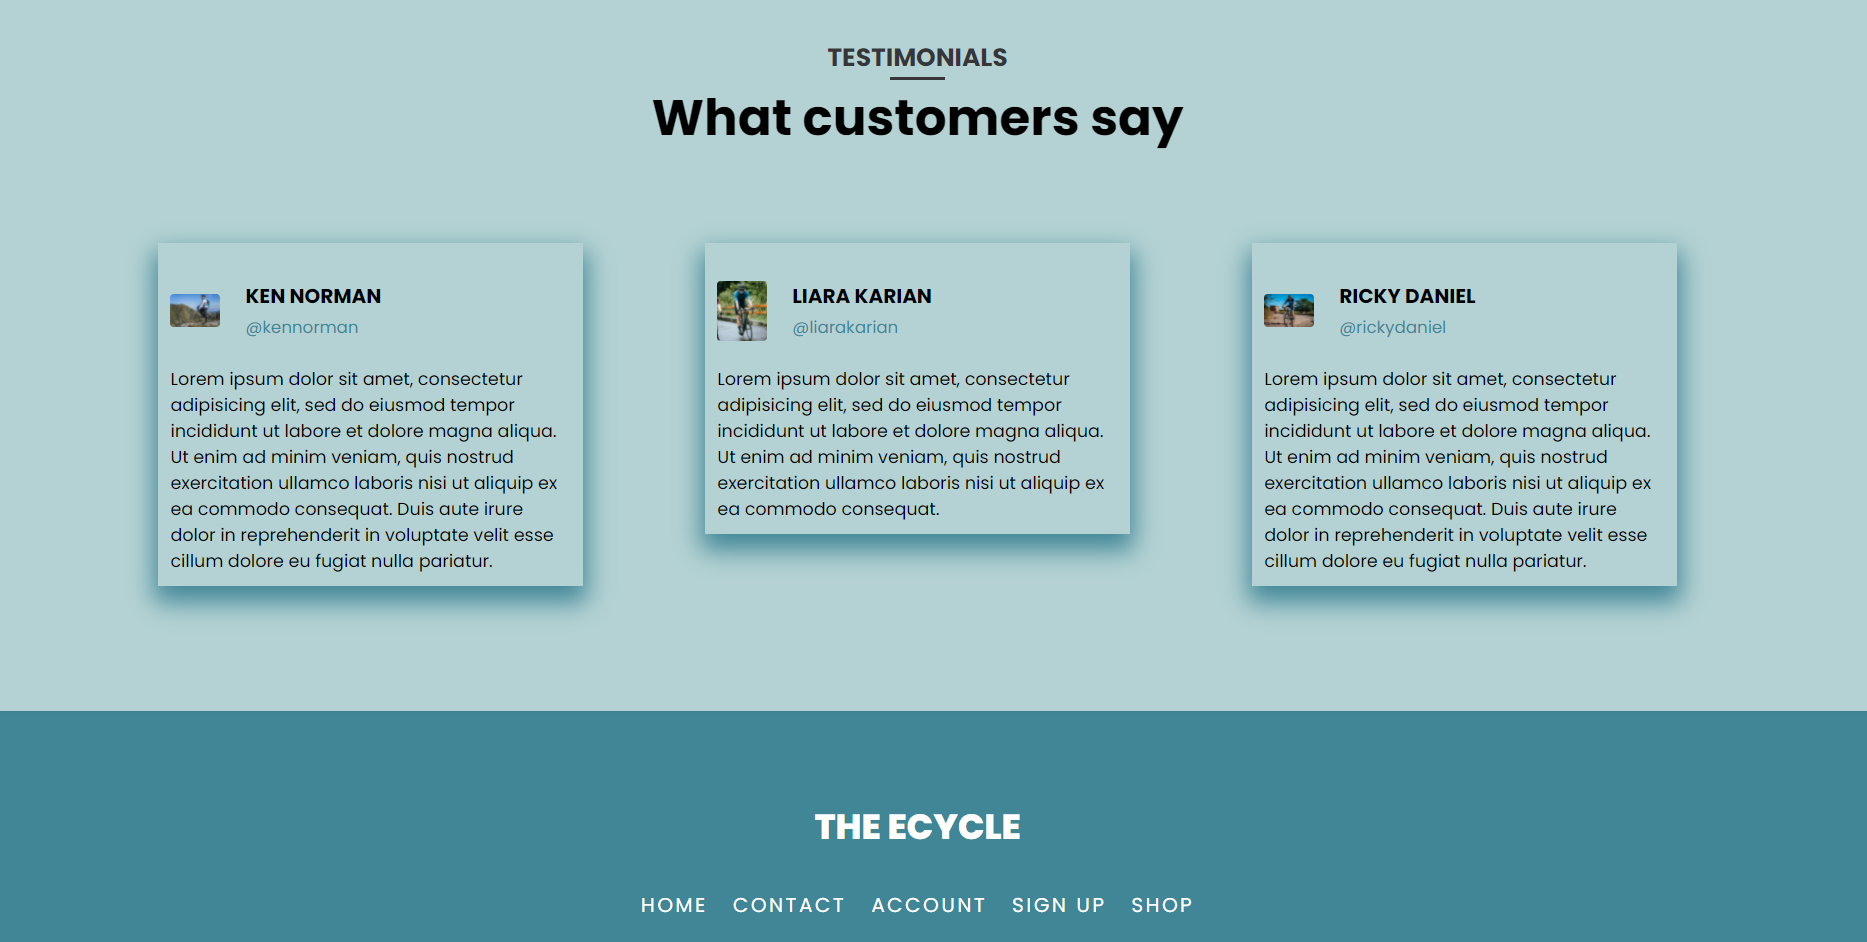 TESTIMONIALS
What customers say
KEN NORMAN
@kennorman
Lorem ipsum dolor sit amet, consectetur
adipisicing elit, sed do eiusmod tempor
incididunt ut labore et dolore magna aliqua.
Ut enim ad minim veniam, quis nostrud
exercitation ullamco laboris nisi ut aliquip ex
ea commodo consequat. Duis aute irure
dolor in reprehenderit in voluptate velit esse
cillum dolore eu fugiat nulla pariatur.
LIARA KARIAN
@liarakarian
Lorem ipsum dolor sit amet, consectetur
adipisicing elit, sed do eiusmod tempor
incididunt ut labore et dolore magna aliqua.
Ut enim ad minim veniam, quis nostrud
exercitation ullamco laboris nisi ut aliquip ex
ea commodo consequat.
RICKY DANIEL
@rickydaniel
Lorem ipsum dolor sit amet, consectetur
adipisicing elit, sed do eiusmod tempor
incididunt ut labore et dolore magna aliqua.
Ut enim ad minim veniam, quis nostrud
exercitation ullamco laboris nisi ut aliquip ex
ea commodo consequat. Duis aute irure
dolor in reprehenderit in voluptate velit esse
cillum dolore eu fugiat nulla pariatur.
THE ECYCLE
HOME CONTACT ACCOUNT SIGN UP SHOP